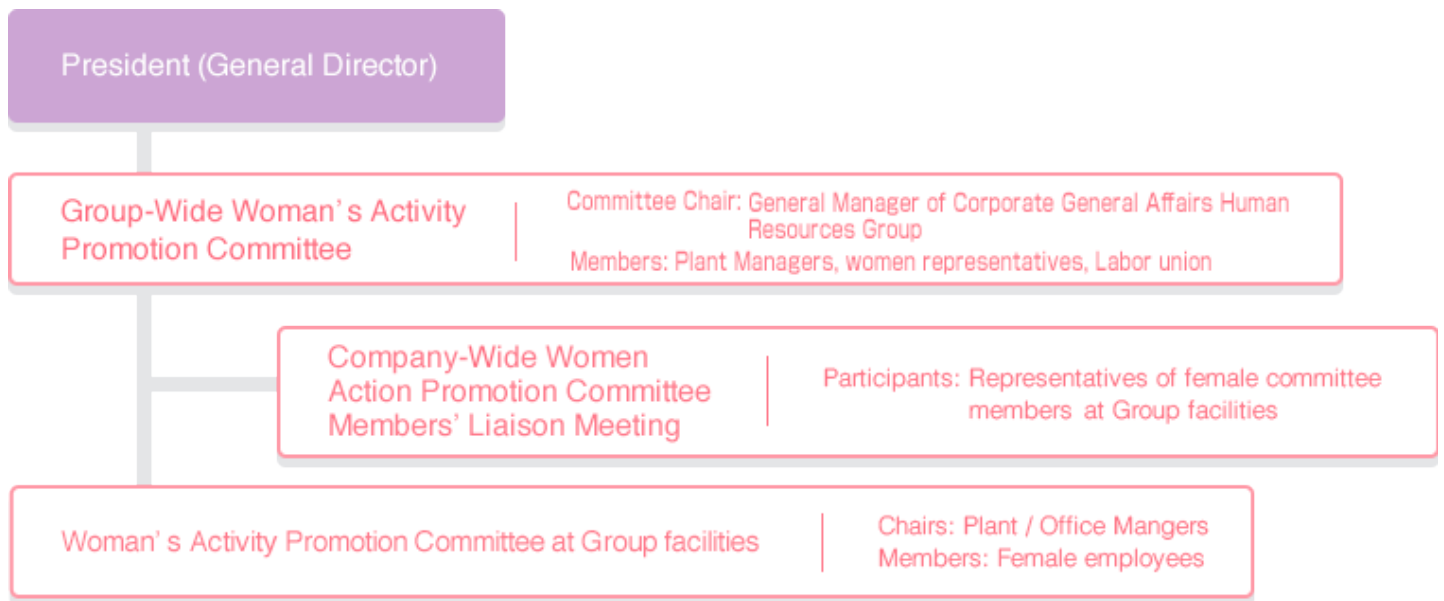 President (General Director)
Group-Wide Woman's Activity
Promotion Committee
Committee Chair: General Manager of Corporate General Affairs Human
Resources Group
Members: Plant Managers, women representatives, Labor union
Company-Wide Women
Action Promotion Committee
Members' Liaison Meeting
Participants: Representatives of female committee
members at Group facilities
Woman's Activity Promotion Committee at Group facilities
Chairs: Plant / Office Mangers
Members: Female employees